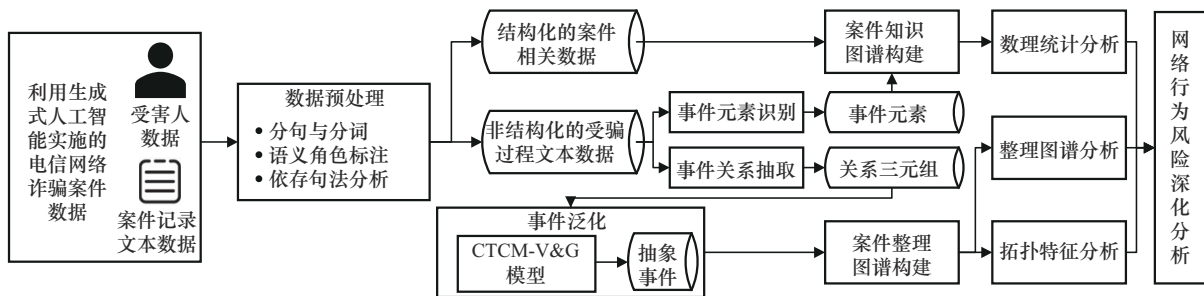 利用生成
式人工智
能实施的
电信网络
诈骗案件
数据
受害人
数据
案件记录
文本数据
数据预处理
• 分句与分词
• 语义角色标注
• 依存句法分析
结构化的案件
相关数据
非结构化的受骗
过程文本数据
事件元素识别
事件关系抽取
事件元素
关系三元组
案件知识
图谱构建
事件泛化
CTCM-V&G
模型
抽象
事件
案件整理
图谱构建
数理统计分析
整理图谱分析
拓扑特征分析
网络行为风险深化分析